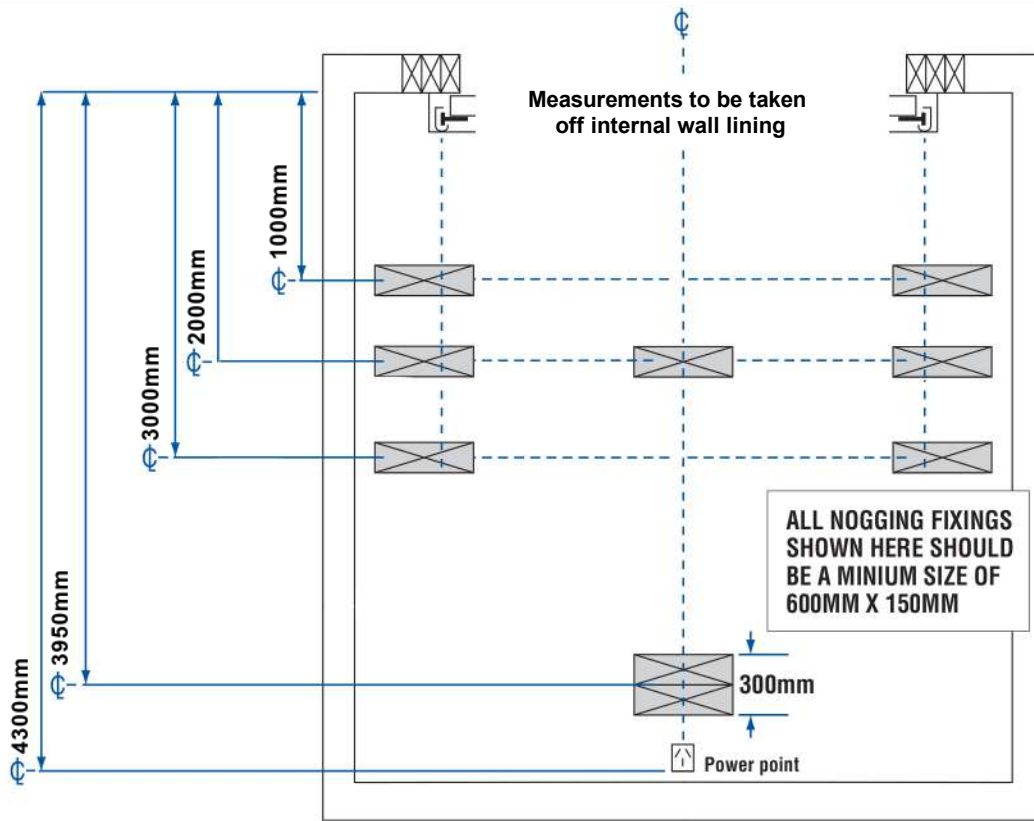 ℄
Measurements to be taken
off internal wall lining
1000mm
℄
2000mm
℄
3000mm
℄
ALL NOGGING FIXINGS
SHOWN HERE SHOULD
BE A MINIUM SIZE OF
600MM X 150MM
3950mm
℄
300mm
4300mm
℄
Power point